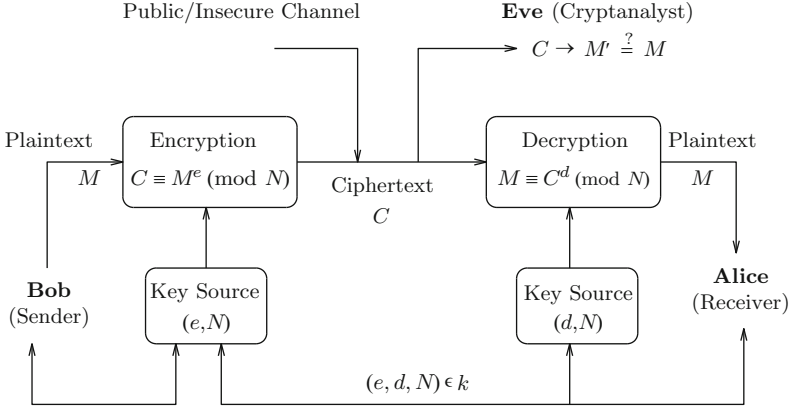 Public/Insecure Channel
Eve (Cryptanalyst)
C → M′ ≟ M
Plaintext
M
Encryption
C ≡ M^e (mod N)
Ciphertext
C
Decryption
M ≡ C^d (mod N)
Plaintext
M
Bob
(Sender)
Key Source
(e,N)
Key Source
(d,N)
Alice
(Receiver)
(e, d, N) ϵ k